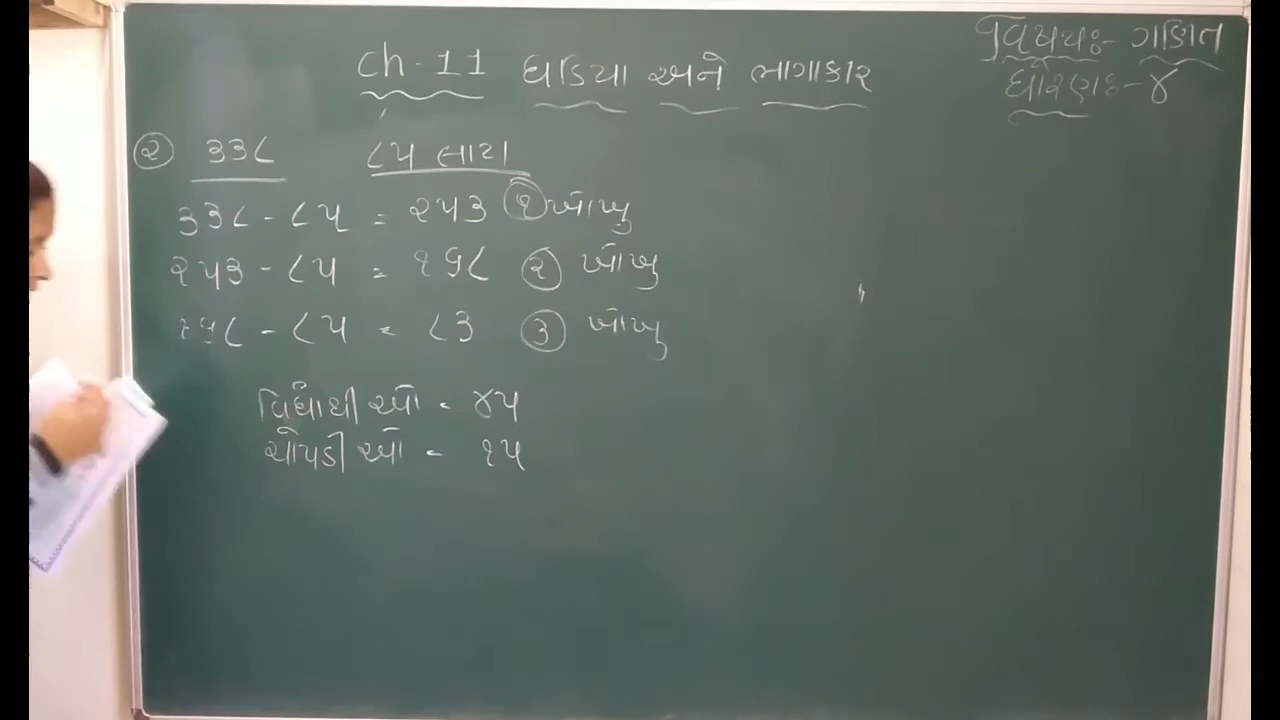 વિષયઃ- ગણિત
ધોરણઃ- ૪
Ch - 11 ઘડિયા અને ભાગાકાર
૨ ૩૩૮ ૮૫ ભાગ
૩૩૮ - ૮૫ = ૨૫૩ ૧ ખોખુ
૨૫૩ - ૮૫ = ૧૬૮ ૨ ખોખુ
૧૬૮ - ૮૫ = ૮૩ ૩ ખોખુ
વિદ્યાર્થીઓ - ૪૫
ચોપડીઓ - ૧૫